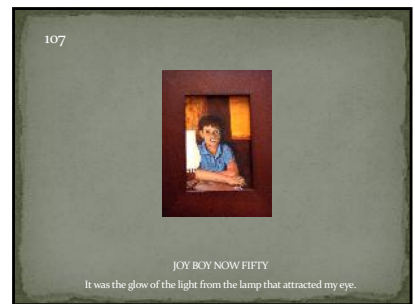 107
JOY BOY NOW FIFTY
It was the glow of the light from the lamp that attracted my eye.